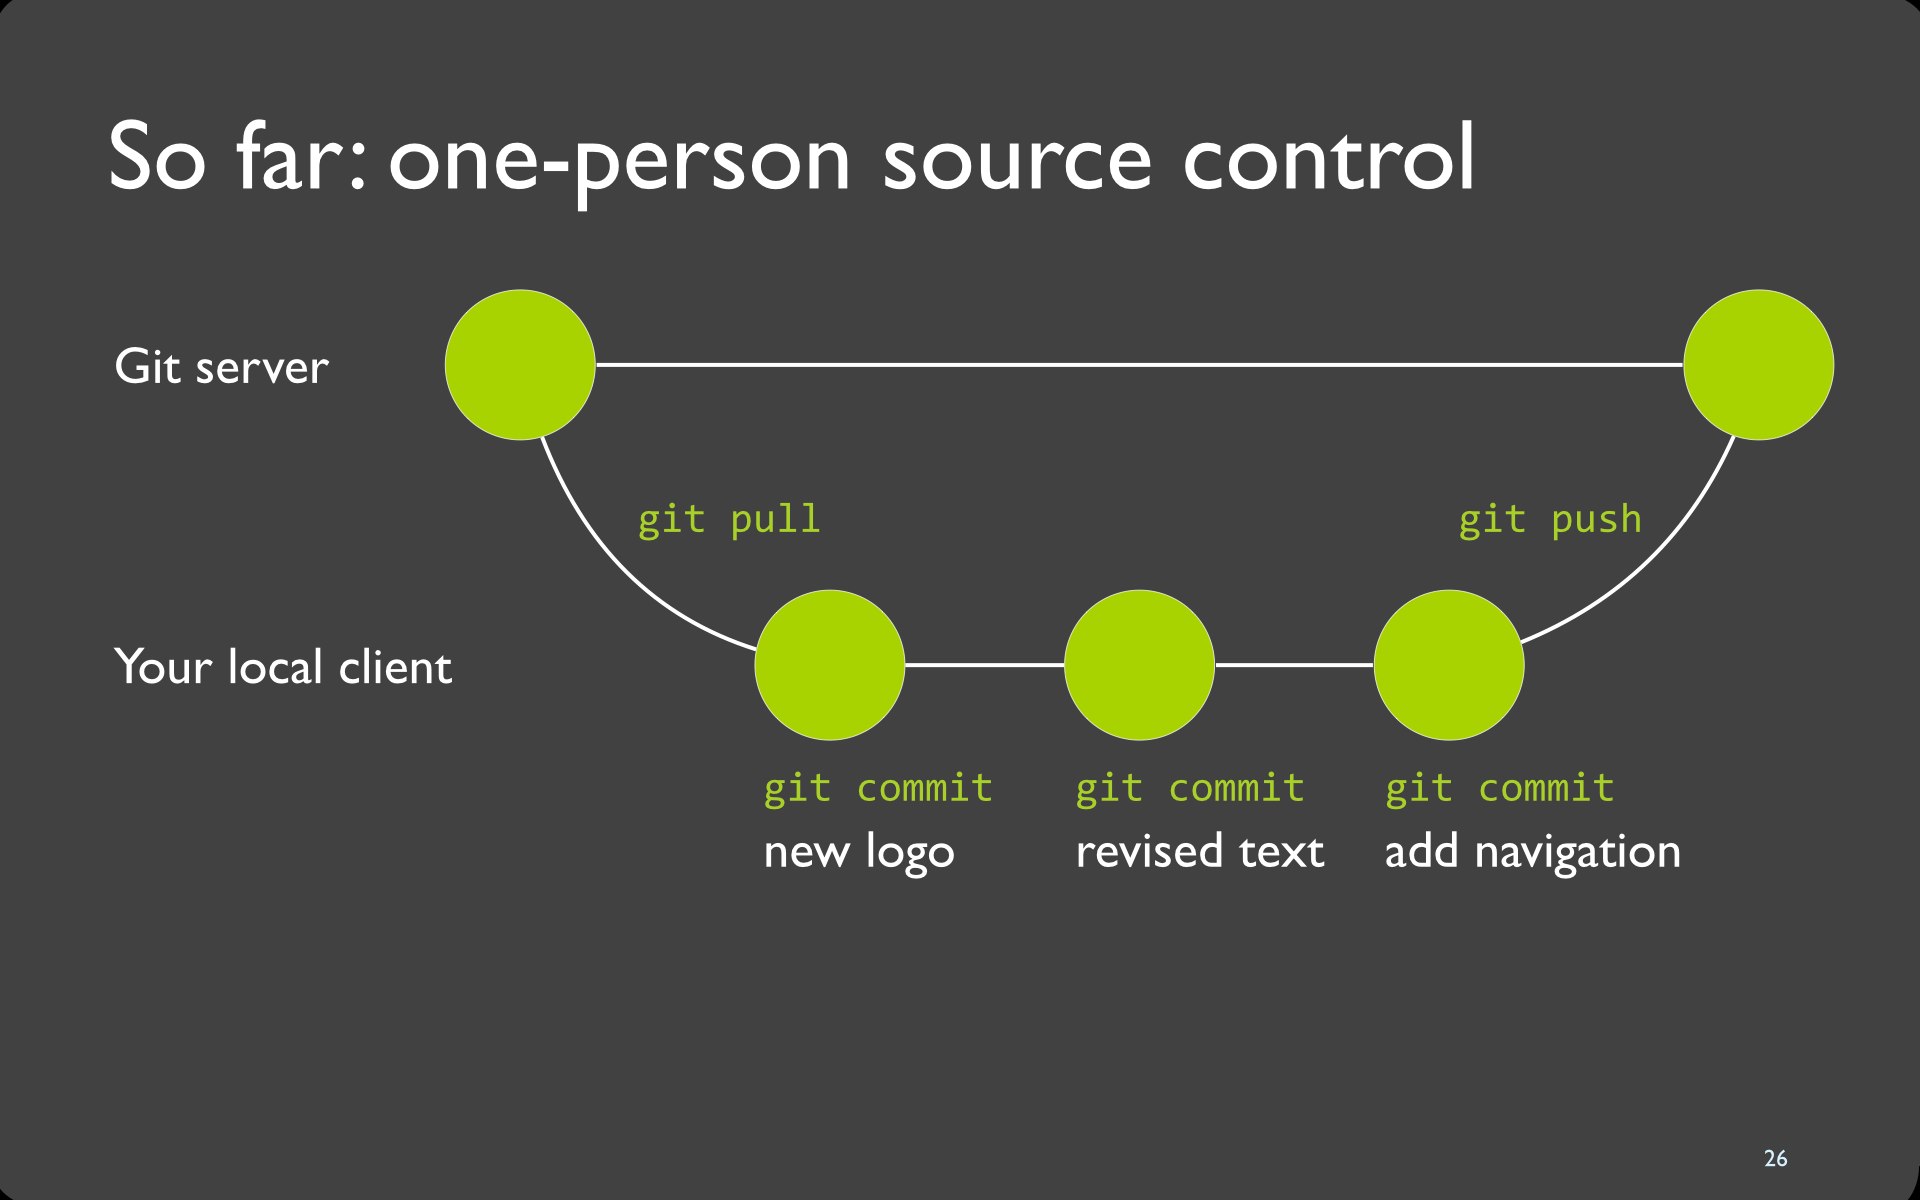 So far: one-person source control
Git server
git pull
git push
Your local client
git commit
new logo
git commit
revised text
git commit
add navigation
26